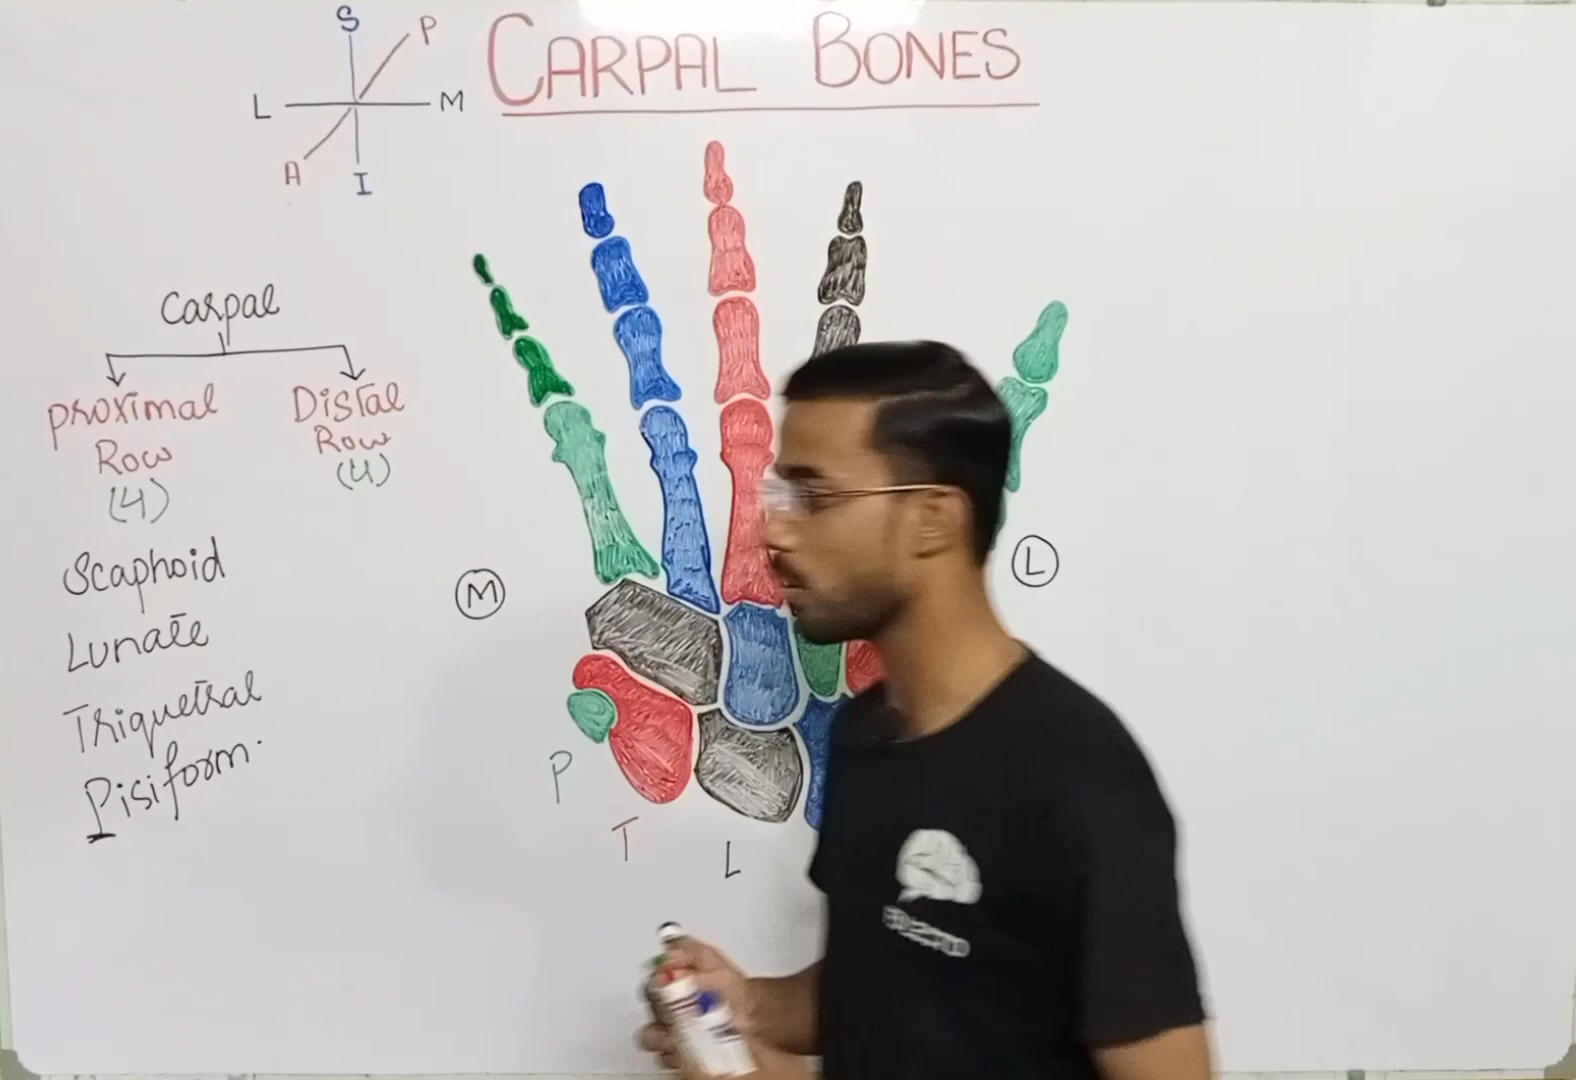 S
P
CARPAL BONES
L
M
A
I
Carpal
Proximal
Row
(4)
Distal
Row
(4)
Scaphoid
Lunate
Triquetral
Pisiform.
M
L
P
T
L